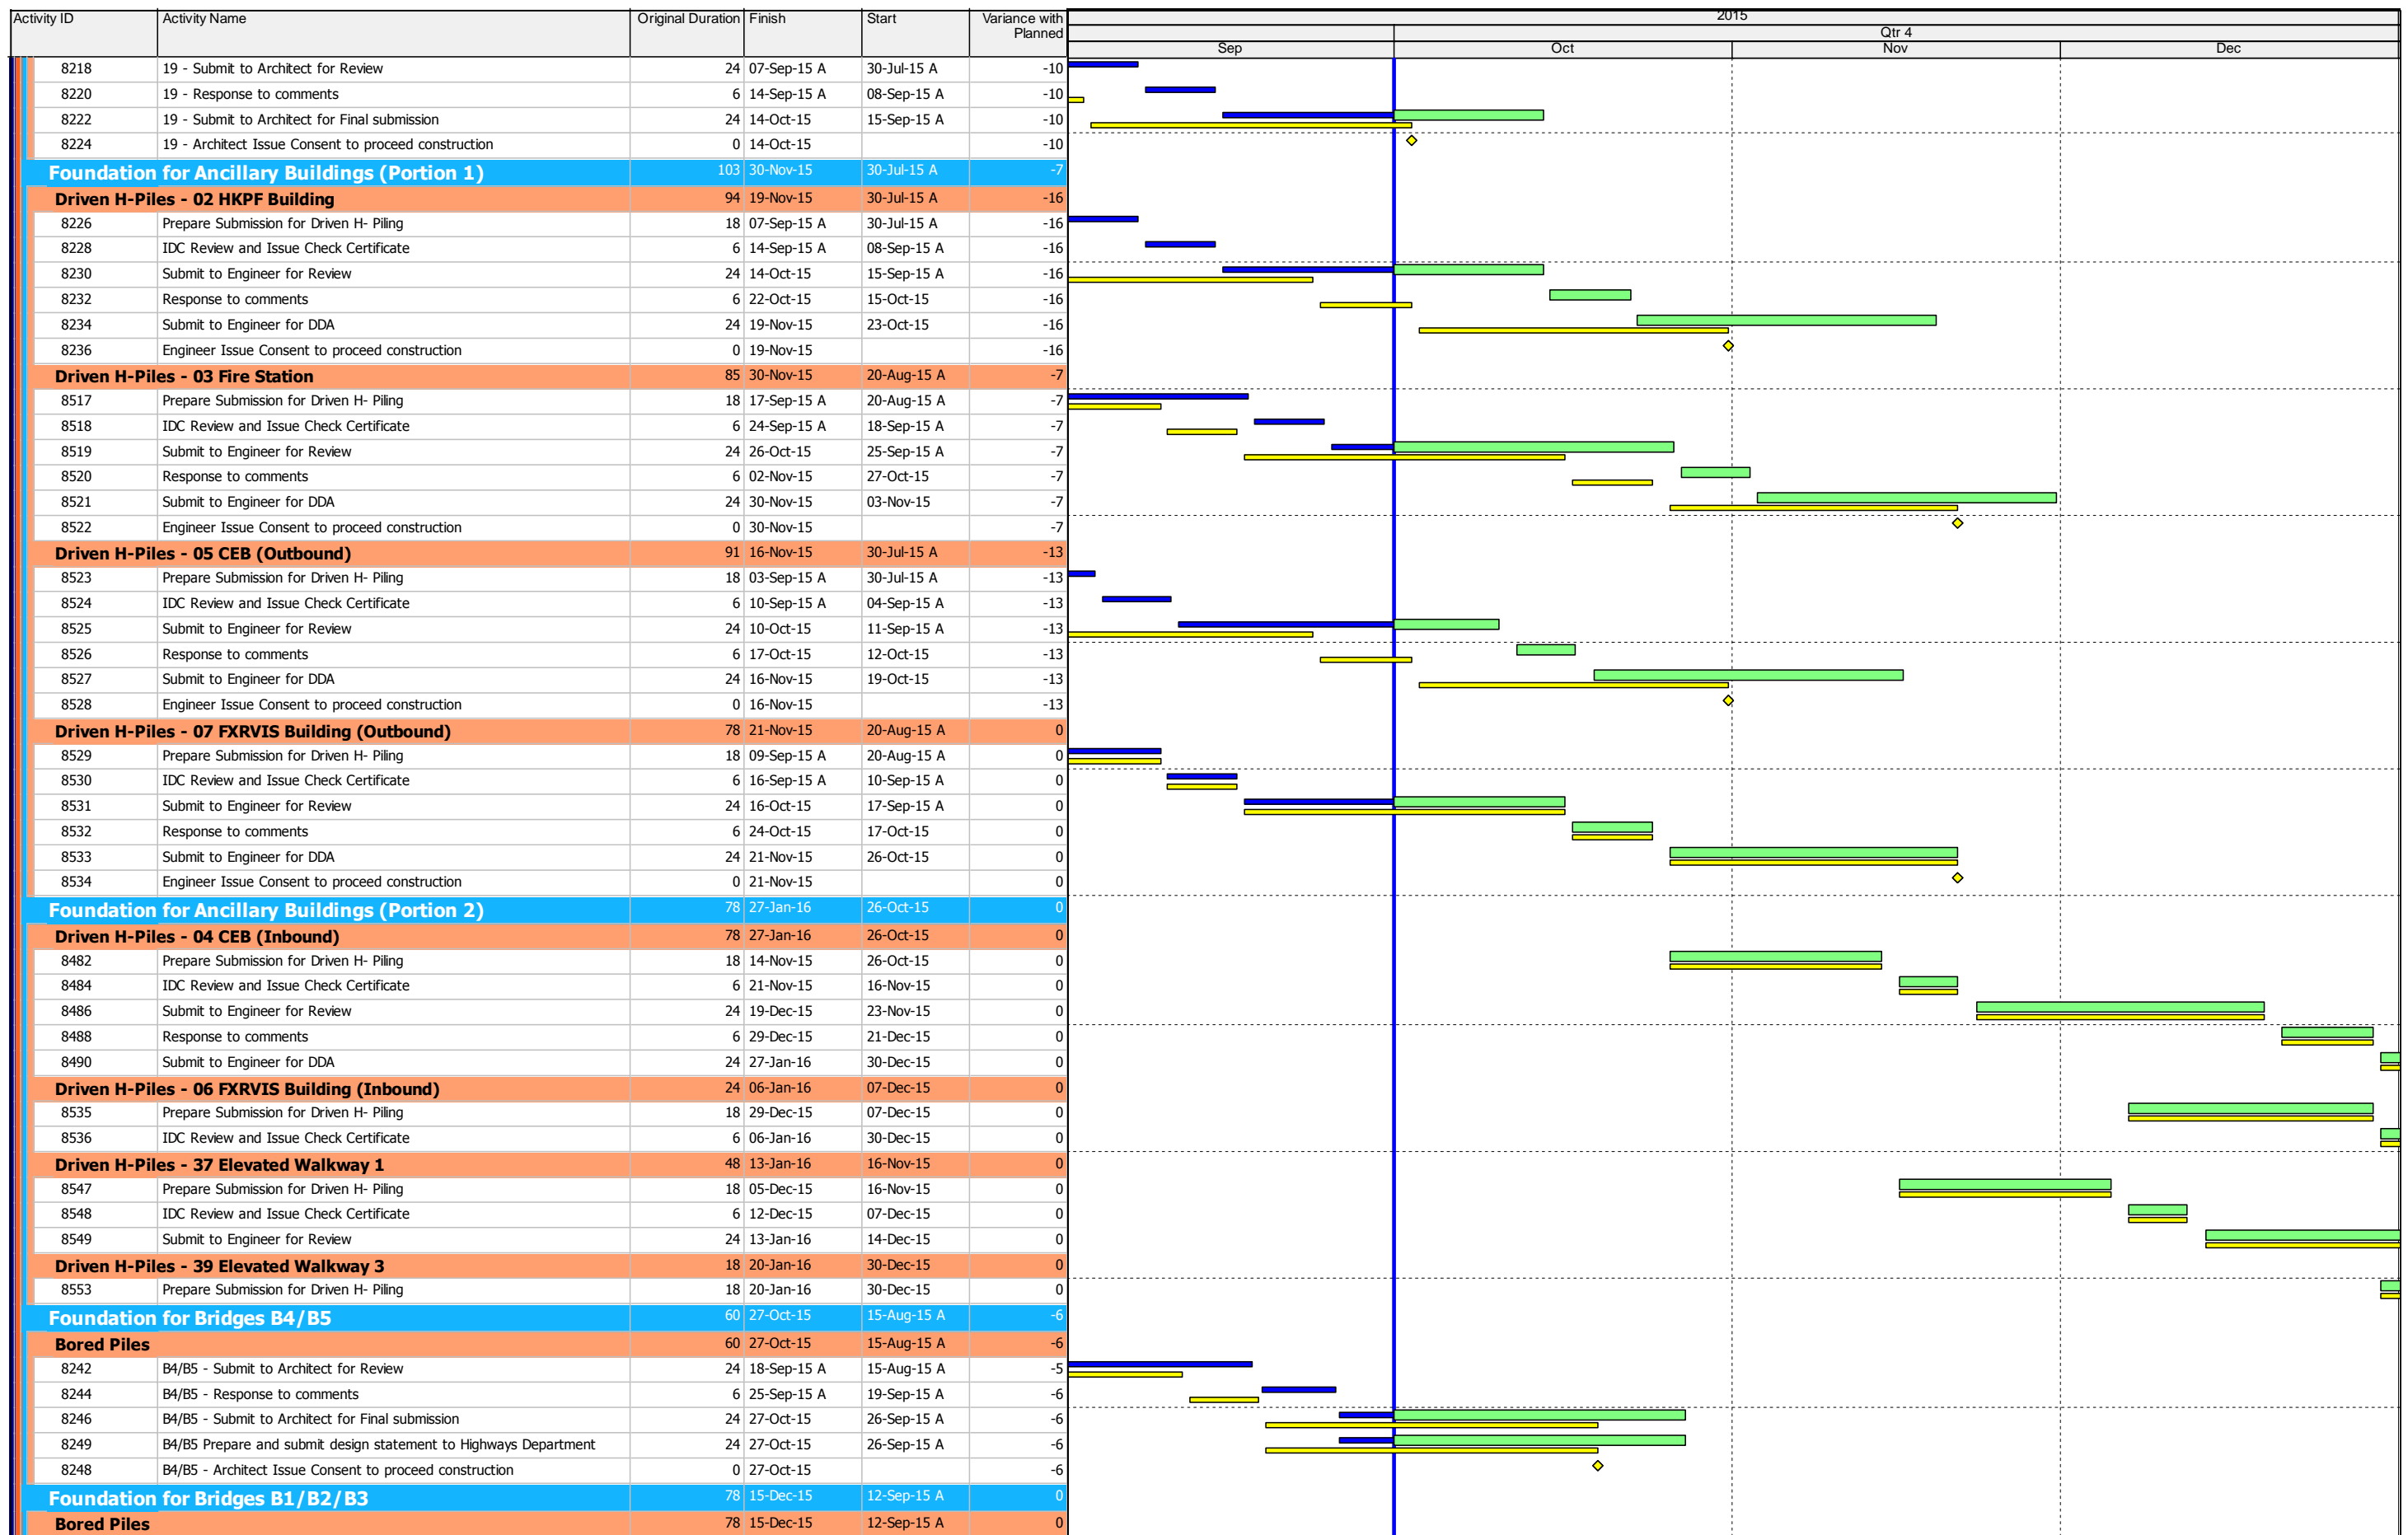 Activity ID Activity Name Original Duration Finish Start Variance with Planned 2015
Qtr 4
Sep Oct Nov Dec
8218 19 - Submit to Architect for Review 24 07-Sep-15 A 30-Jul-15 A -10
8220 19 - Response to comments 6 14-Sep-15 A 08-Sep-15 A -10
8222 19 - Submit to Architect for Final submission 24 14-Oct-15 15-Sep-15 A -10
8224 19 - Architect Issue Consent to proceed construction 0 14-Oct-15 -10
Foundation for Ancillary Buildings (Portion 1) 103 30-Nov-15 30-Jul-15 A -7
Driven H-Piles - 02 HKPF Building 94 19-Nov-15 30-Jul-15 A -16
8226 Prepare Submission for Driven H- Piling 18 07-Sep-15 A 30-Jul-15 A -16
8228 IDC Review and Issue Check Certificate 6 14-Sep-15 A 08-Sep-15 A -16
8230 Submit to Engineer for Review 24 14-Oct-15 15-Sep-15 A -16
8232 Response to comments 6 22-Oct-15 15-Oct-15 -16
8234 Submit to Engineer for DDA 24 19-Nov-15 23-Oct-15 -16
8236 Engineer Issue Consent to proceed construction 0 19-Nov-15 -16
Driven H-Piles - 03 Fire Station 85 30-Nov-15 20-Aug-15 A -7
8517 Prepare Submission for Driven H- Piling 18 17-Sep-15 A 20-Aug-15 A -7
8518 IDC Review and Issue Check Certificate 6 24-Sep-15 A 18-Sep-15 A -7
8519 Submit to Engineer for Review 24 26-Oct-15 25-Sep-15 A -7
8520 Response to comments 6 02-Nov-15 27-Oct-15 -7
8521 Submit to Engineer for DDA 24 30-Nov-15 03-Nov-15 -7
8522 Engineer Issue Consent to proceed construction 0 30-Nov-15 -7
Driven H-Piles - 05 CEB (Outbound) 91 16-Nov-15 30-Jul-15 A -13
8523 Prepare Submission for Driven H- Piling 18 03-Sep-15 A 30-Jul-15 A -13
8524 IDC Review and Issue Check Certificate 6 10-Sep-15 A 04-Sep-15 A -13
8525 Submit to Engineer for Review 24 10-Oct-15 11-Sep-15 A -13
8526 Response to comments 6 17-Oct-15 12-Oct-15 -13
8527 Submit to Engineer for DDA 24 16-Nov-15 19-Oct-15 -13
8528 Engineer Issue Consent to proceed construction 0 16-Nov-15 -13
Driven H-Piles - 07 FXRVIS Building (Outbound) 78 21-Nov-15 20-Aug-15 A 0
8529 Prepare Submission for Driven H- Piling 18 09-Sep-15 A 20-Aug-15 A 0
8530 IDC Review and Issue Check Certificate 6 16-Sep-15 A 10-Sep-15 A 0
8531 Submit to Engineer for Review 24 16-Oct-15 17-Sep-15 A 0
8532 Response to comments 6 24-Oct-15 17-Oct-15 0
8533 Submit to Engineer for DDA 24 21-Nov-15 26-Oct-15 0
8534 Engineer Issue Consent to proceed construction 0 21-Nov-15 0
Foundation for Ancillary Buildings (Portion 2) 78 27-Jan-16 26-Oct-15 0
Driven H-Piles - 04 CEB (Inbound) 78 27-Jan-16 26-Oct-15 0
8482 Prepare Submission for Driven H- Piling 18 14-Nov-15 26-Oct-15 0
8484 IDC Review and Issue Check Certificate 6 21-Nov-15 16-Nov-15 0
8486 Submit to Engineer for Review 24 19-Dec-15 23-Nov-15 0
8488 Response to comments 6 29-Dec-15 21-Dec-15 0
8490 Submit to Engineer for DDA 24 27-Jan-16 30-Dec-15 0
Driven H-Piles - 06 FXRVIS Building (Inbound) 24 06-Jan-16 07-Dec-15 0
8535 Prepare Submission for Driven H- Piling 18 29-Dec-15 07-Dec-15 0
8536 IDC Review and Issue Check Certificate 6 06-Jan-16 30-Dec-15 0
Driven H-Piles - 37 Elevated Walkway 1 48 13-Jan-16 16-Nov-15 0
8547 Prepare Submission for Driven H- Piling 18 05-Dec-15 16-Nov-15 0
8548 IDC Review and Issue Check Certificate 6 12-Dec-15 07-Dec-15 0
8549 Submit to Engineer for Review 24 13-Jan-16 14-Dec-15 0
Driven H-Piles - 39 Elevated Walkway 3 18 20-Jan-16 30-Dec-15 0
8553 Prepare Submission for Driven H- Piling 18 20-Jan-16 30-Dec-15 0
Foundation for Bridges B4/B5 60 27-Oct-15 15-Aug-15 A -6
Bored Piles 60 27-Oct-15 15-Aug-15 A -6
8242 B4/B5 - Submit to Architect for Review 24 18-Sep-15 A 15-Aug-15 A -5
8244 B4/B5 - Response to comments 6 25-Sep-15 A 19-Sep-15 A -6
8246 B4/B5 - Submit to Architect for Final submission 24 27-Oct-15 26-Sep-15 A -6
8249 B4/B5 Prepare and submit design statement to Highways Department 24 27-Oct-15 26-Sep-15 A -6
8248 B4/B5 - Architect Issue Consent to proceed construction 0 27-Oct-15 -6
Foundation for Bridges B1/B2/B3 78 15-Dec-15 12-Sep-15 A 0
Bored Piles 78 15-Dec-15 12-Sep-15 A 0